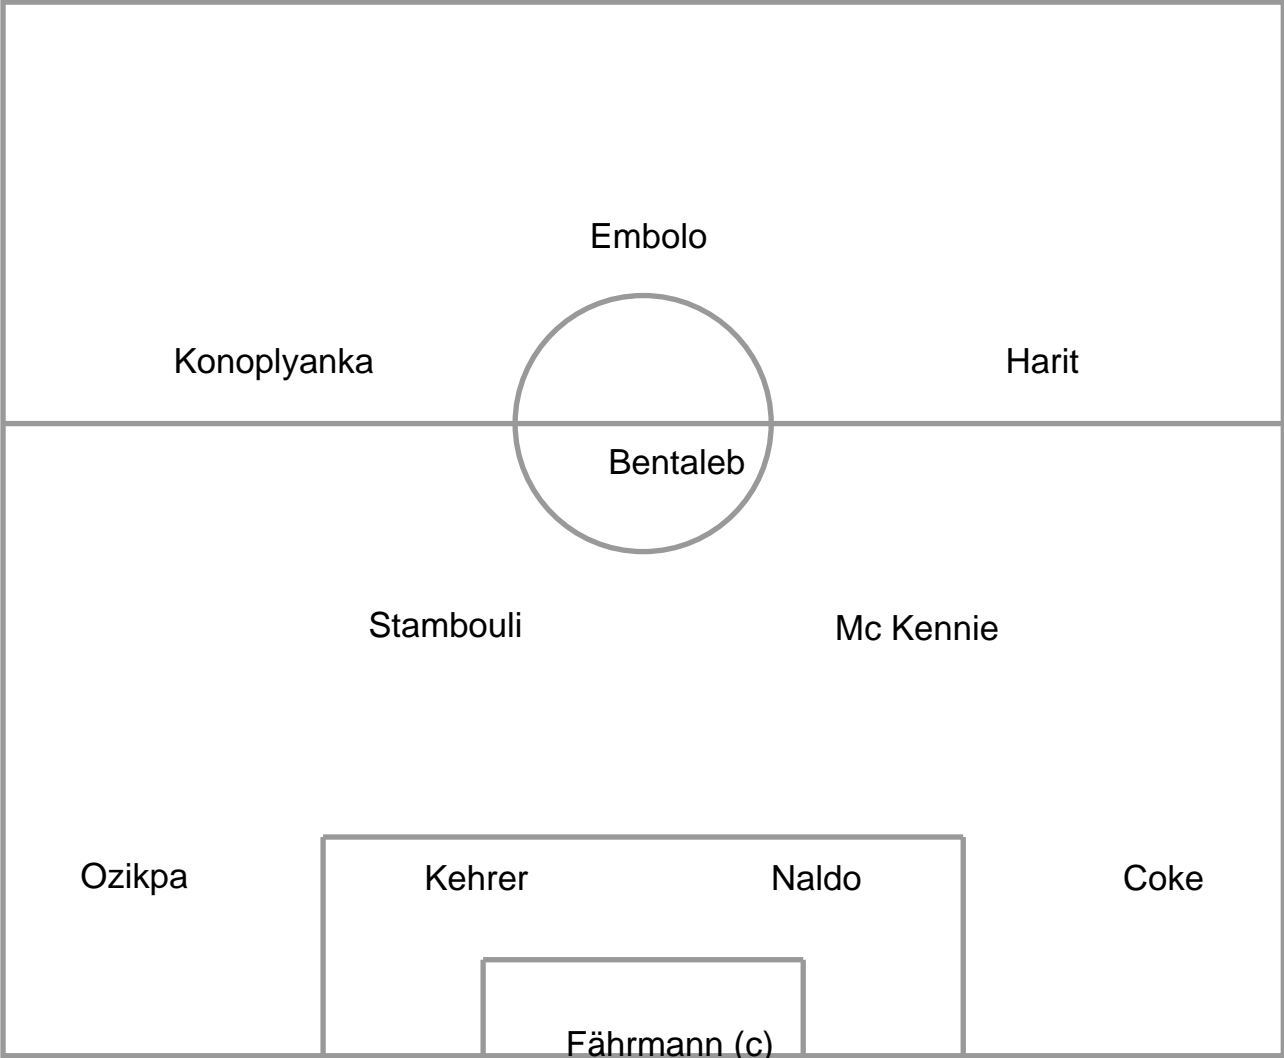 Embolo
Konoplyanka
Harit
Bentaleb
Stambouli
Mc Kennie
Ozikpa
Kehrer
Naldo
Coke
Fährmann (c)